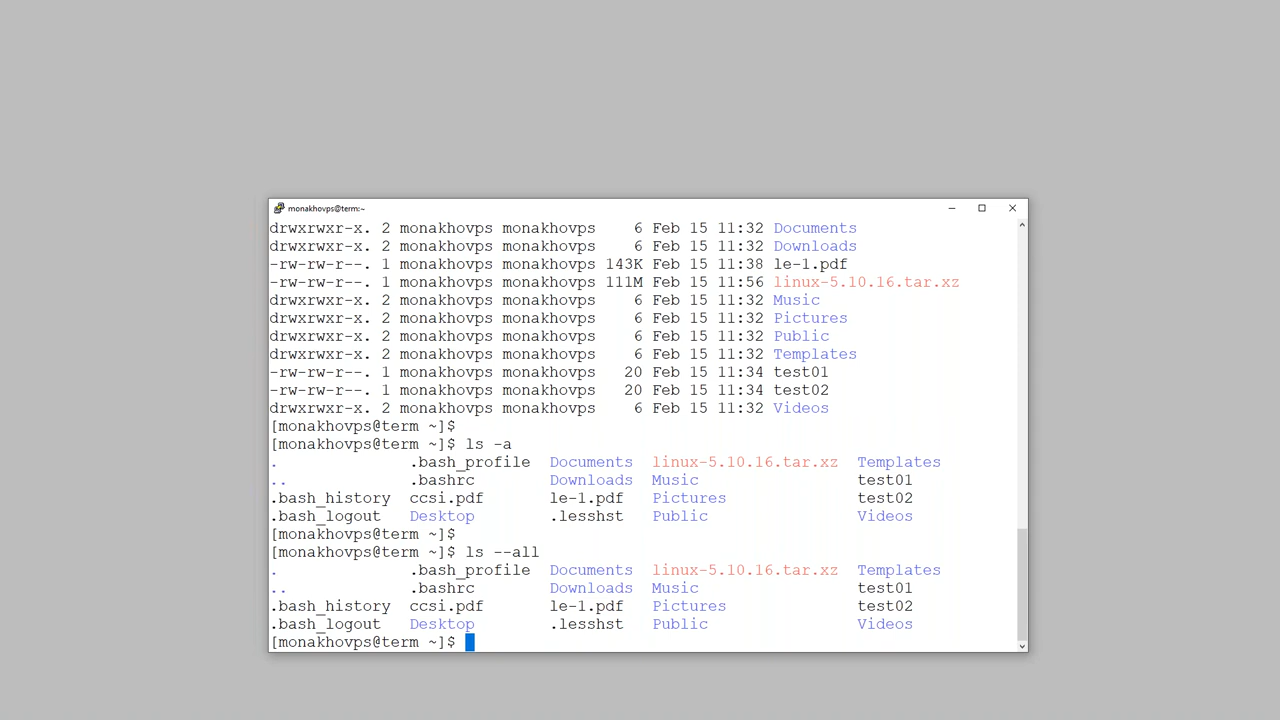 monakhovps@term:~
drwxrwxr-x. 2 monakhovps monakhovps    6 Feb 15 11:32 Documents
drwxrwxr-x. 2 monakhovps monakhovps    6 Feb 15 11:32 Downloads
-rw-rw-r--. 1 monakhovps monakhovps 143K Feb 15 11:38 le-1.pdf
-rw-rw-r--. 1 monakhovps monakhovps 111M Feb 15 11:56 linux-5.10.16.tar.xz
drwxrwxr-x. 2 monakhovps monakhovps    6 Feb 15 11:32 Music
drwxrwxr-x. 2 monakhovps monakhovps    6 Feb 15 11:32 Pictures
drwxrwxr-x. 2 monakhovps monakhovps    6 Feb 15 11:32 Public
drwxrwxr-x. 2 monakhovps monakhovps    6 Feb 15 11:32 Templates
-rw-rw-r--. 1 monakhovps monakhovps   20 Feb 15 11:34 test01
-rw-rw-r--. 1 monakhovps monakhovps   20 Feb 15 11:34 test02
drwxrwxr-x. 2 monakhovps monakhovps    6 Feb 15 11:32 Videos
[monakhovps@term ~]$
[monakhovps@term ~]$ ls -a
.              .bash_profile  Documents  linux-5.10.16.tar.xz  Templates
..             .bashrc        Downloads  Music                 test01
.bash_history  ccsi.pdf       le-1.pdf   Pictures              test02
.bash_logout   Desktop        .lesshst   Public                Videos
[monakhovps@term ~]$
[monakhovps@term ~]$ ls --all
.              .bash_profile  Documents  linux-5.10.16.tar.xz  Templates
..             .bashrc        Downloads  Music                 test01
.bash_history  ccsi.pdf       le-1.pdf   Pictures              test02
.bash_logout   Desktop        .lesshst   Public                Videos
[monakhovps@term ~]$